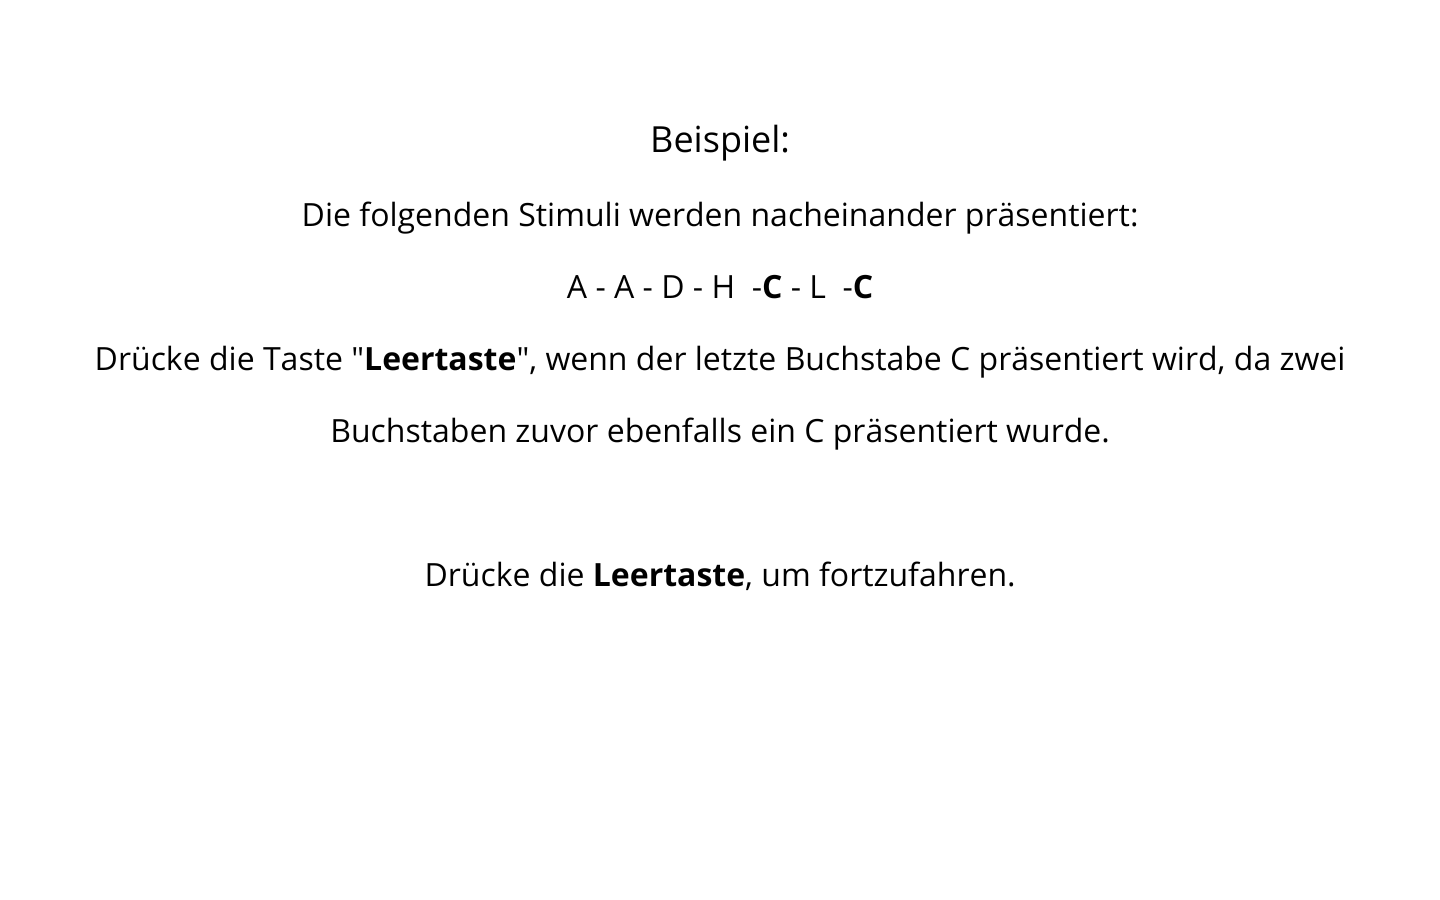 Beispiel:
Die folgenden Stimuli werden nacheinander präsentiert:
A - A - D - H  -C - L  -C
Drücke die Taste "Leertaste", wenn der letzte Buchstabe C präsentiert wird, da zwei
Buchstaben zuvor ebenfalls ein C präsentiert wurde.
Drücke die Leertaste, um fortzufahren.